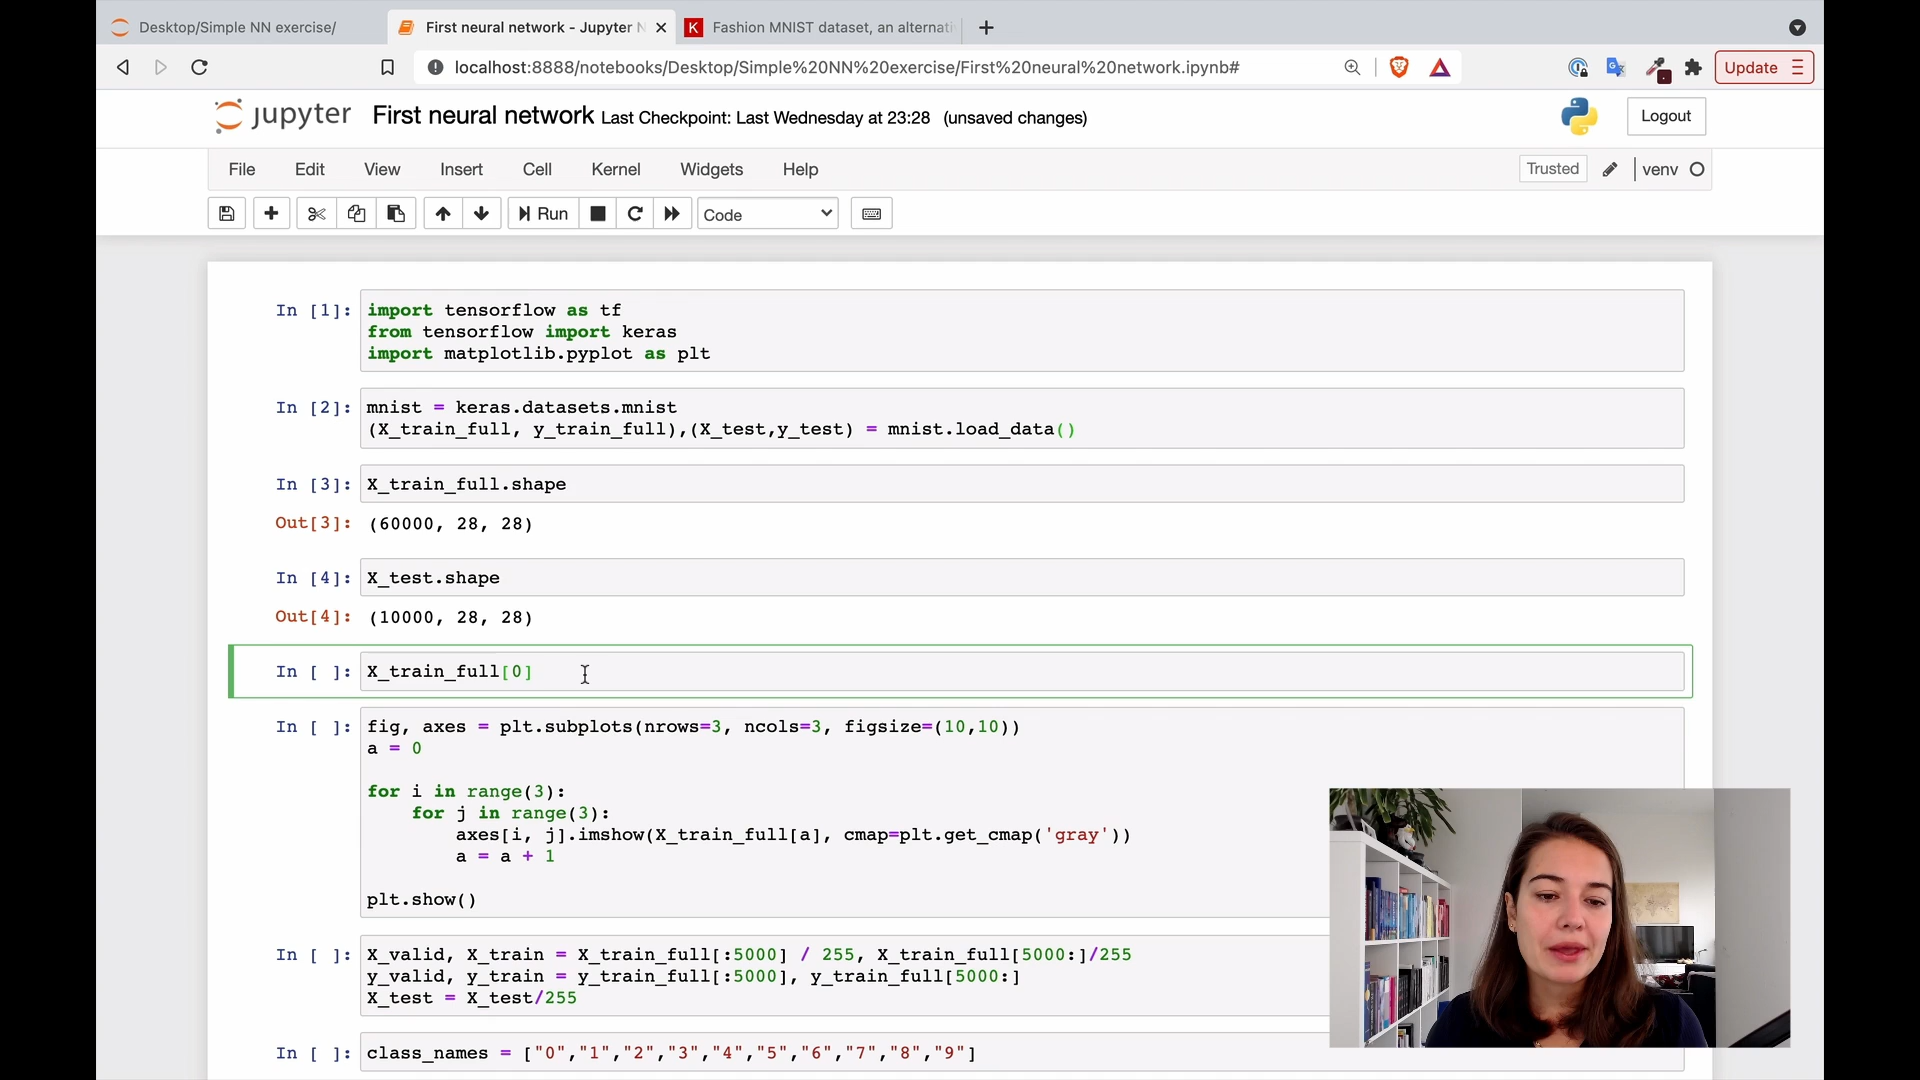 Desktop/Simple NN exercise/
First neural network - Jupyter N
K Fashion MNIST dataset, an alternati
localhost:8888/notebooks/Desktop/Simple%20NN%20exercise/First%20neural%20network.ipynb#
Update
jupyter First neural network Last Checkpoint: Last Wednesday at 23:28 (unsaved changes)
Logout
File Edit View Insert Cell Kernel Widgets Help
Trusted
venv
Run
Code
In [1]: import tensorflow as tf
from tensorflow import keras
import matplotlib.pyplot as plt
In [2]: mnist = keras.datasets.mnist
(X_train_full, y_train_full),(X_test,y_test) = mnist.load_data()
In [3]: X_train_full.shape
Out[3]: (60000, 28, 28)
In [4]: X_test.shape
Out[4]: (10000, 28, 28)
In [ ]: X_train_full[0]
In [ ]: fig, axes = plt.subplots(nrows=3, ncols=3, figsize=(10,10))
a = 0
for i in range(3):
for j in range(3):
axes[i, j].imshow(X_train_full[a], cmap=plt.get_cmap('gray'))
a = a + 1
plt.show()
In [ ]: X_valid, X_train = X_train_full[:5000] / 255, X_train_full[5000:]/255
y_valid, y_train = y_train_full[:5000], y_train_full[5000:]
X_test = X_test/255
In [ ]: class_names = ["0","1","2","3","4","5","6","7","8","9"]